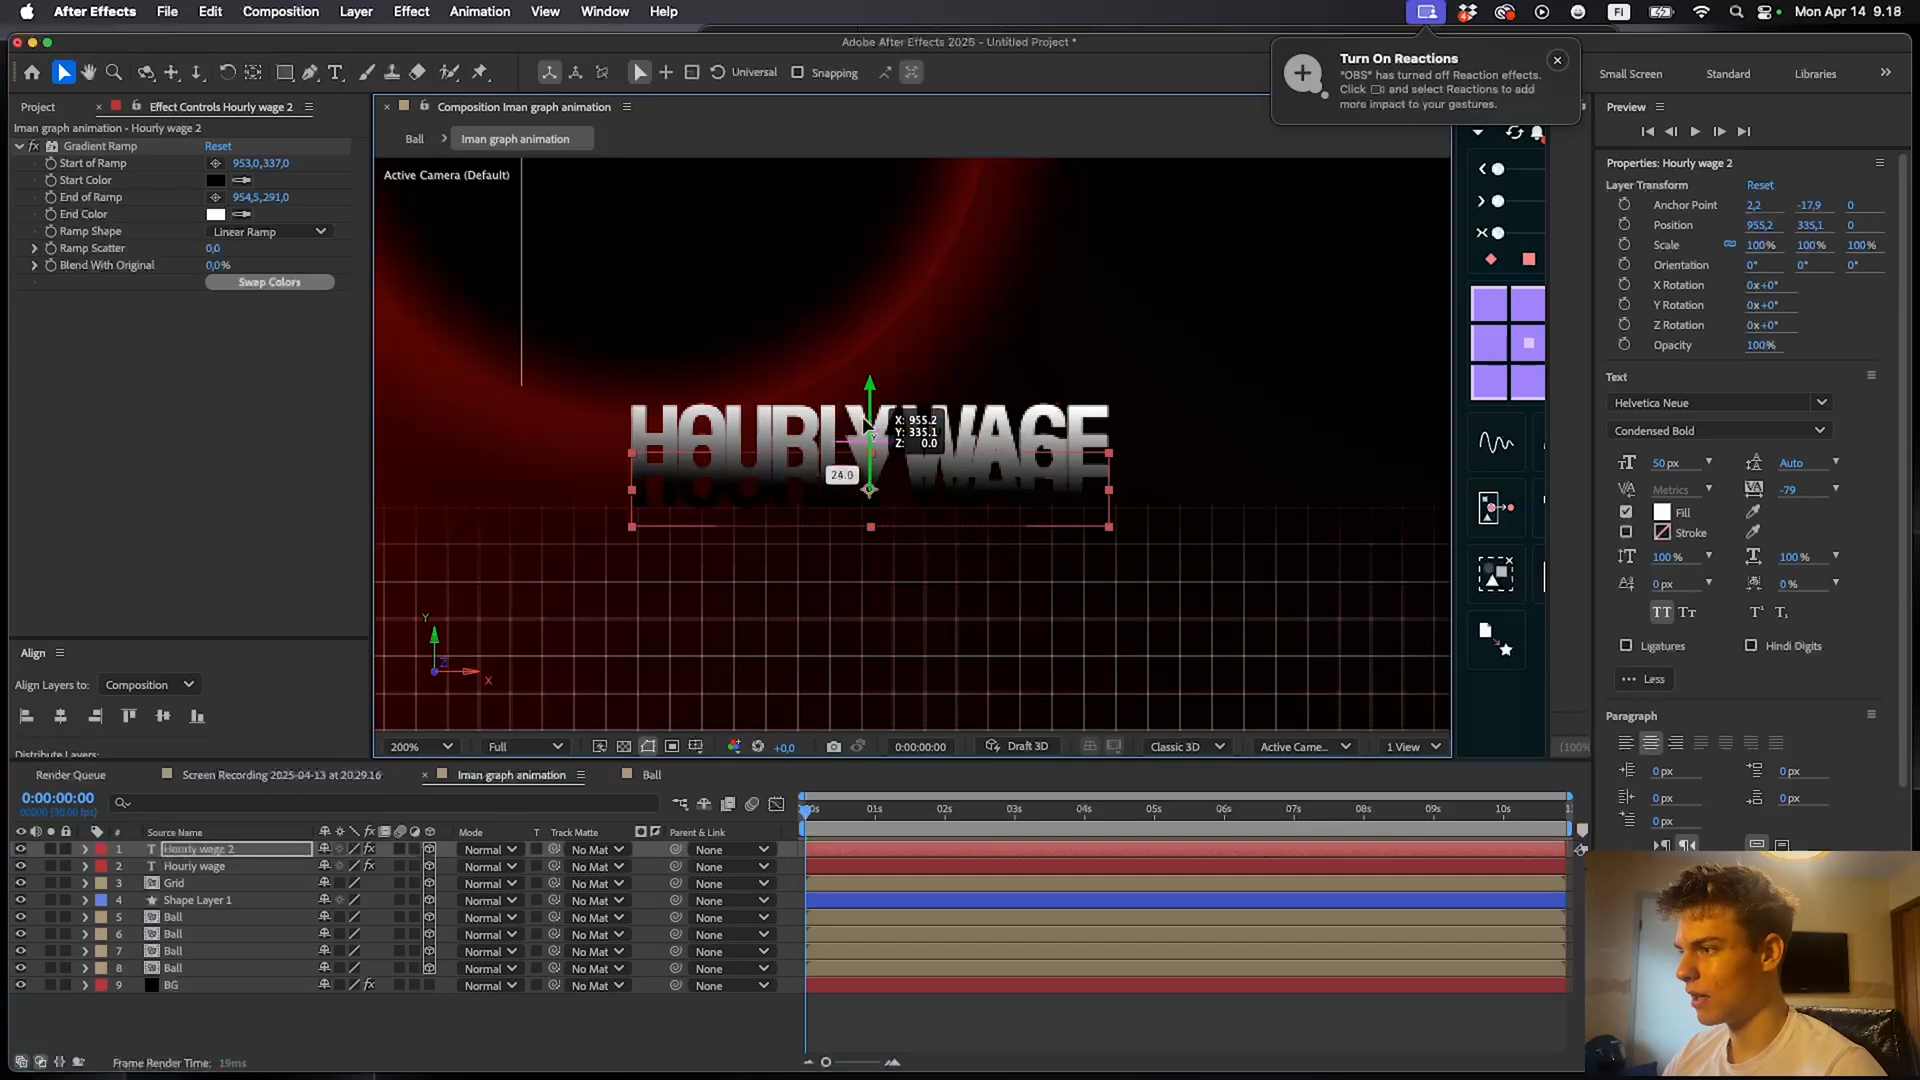 After Effects File Edit Composition Layer Effect Animation View Window Help
FI Mon Apr 14 9.18
Adobe After Effects 2025 - Untitled Project *
Turn On Reactions
"OBS" has turned off Reaction effects.
Click and select Reactions to add
more impact to your gestures.
Universal Snapping
Small Screen Standard Libraries
Project Effect Controls Hourly wage 2
Composition Iman graph animation
Preview
Iman graph animation - Hourly wage 2
Ball Iman graph animation
fx Gradient Ramp Reset
Start of Ramp 953,0,337,0
Start Color
End of Ramp 954,5,291,0
End Color
Ramp Shape Linear Ramp
Ramp Scatter 0,0
Blend With Original 0,0%
Swap Colors
Active Camera (Default)
HOURLY WAGE
X: 955.2
Y: 335.1
Z: 0.0
24.0
Y
Z
X
Properties: Hourly wage 2
Layer Transform Reset
Anchor Point 2,2 -17,9 0
Position 955,2 335,1 0
Scale 100% 100% 100%
Orientation 0° 0° 0°
X Rotation 0x+0°
Y Rotation 0x+0°
Z Rotation 0x+0°
Opacity 100%
Text
Helvetica Neue
Condensed Bold
50 px Auto
Metrics -79
Fill
Stroke
100 % 100 %
0 px 0 %
TT Tт T¹ T₁
Ligatures Hindi Digits
Less
Paragraph
0 px 0 px
0 px 0 px
0 px
Align
Align Layers to: Composition
Distribute Layers:
200% Full +0,0 0:00:00:00 Draft 3D Classic 3D Active Came... 1 View
(100%
Render Queue Screen Recording 2025-04-13 at 20.29.16 Iman graph animation Ball
0:00:00:00
00000 (30.00 fps)
01s 02s 03s 04s 05s 06s 07s 08s 09s 10s
# Source Name fx Mode T Track Matte Parent & Link
1 T Hourly wage 2 fx Normal No Mat None
2 T Hourly wage fx Normal No Mat None
3 Grid Normal No Mat None
4 Shape Layer 1 Normal No Mat None
5 Ball Normal No Mat None
6 Ball Normal No Mat None
7 Ball Normal No Mat None
8 Ball Normal No Mat None
9 BG fx Normal No Mat None
Frame Render Time: 19ms